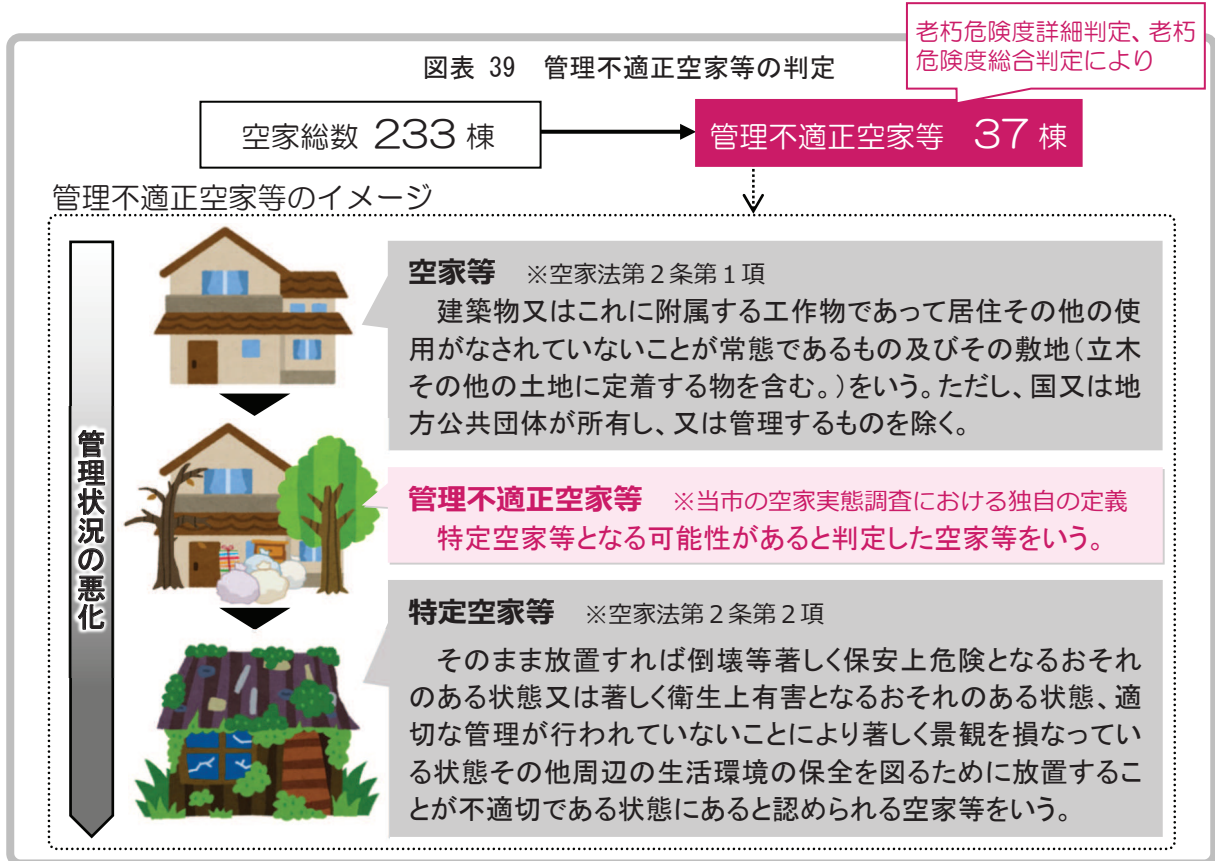 老朽危険度詳細判定、老朽
危険度総合判定により
図表 39 管理不適正空家等の判定
空家総数 233 棟
管理不適正空家等 37 棟
管理不適正空家等のイメージ
管理状況の悪化
空家等 ※空家法第2条第1項
建築物又はこれに附属する工作物であって居住その他の使
用がなされていないことが常態であるもの及びその敷地(立木
その他の土地に定着する物を含む。)をいう。ただし、国又は地
方公共団体が所有し、又は管理するものを除く。
管理不適正空家等 ※当市の空家実態調査における独自の定義
特定空家等となる可能性があると判定した空家等をいう。
特定空家等 ※空家法第2条第2項
そのまま放置すれば倒壊等著しく保安上危険となるおそれ
のある状態又は著しく衛生上有害となるおそれのある状態、適
切な管理が行われていないことにより著しく景観を損なってい
る状態その他周辺の生活環境の保全を図るために放置するこ
とが不適切である状態にあると認められる空家等をいう。